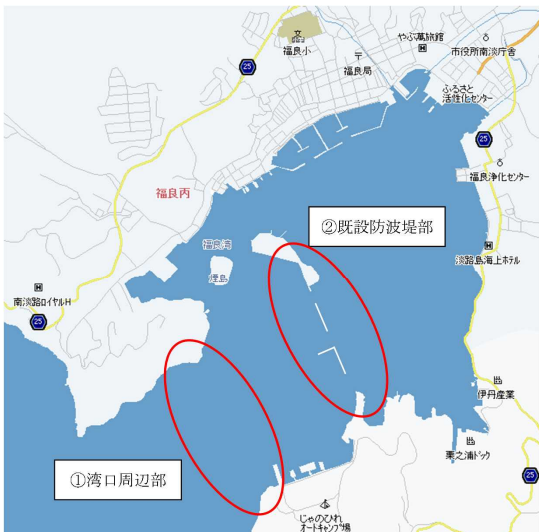 福良小
25
〒
福良局
やぶ萬旅館
H
市役所南淡庁舎
ふるさと
活性化センター
25
福良浄化センター
福良丙
②既設防波堤部
福良湾
煙島
H
淡路島海上ホテル
H
南淡路ロイヤルH
25
伊丹産業
栗之浦ドック
①湾口周辺部
25
じゃのひれ
オートキャンプ場